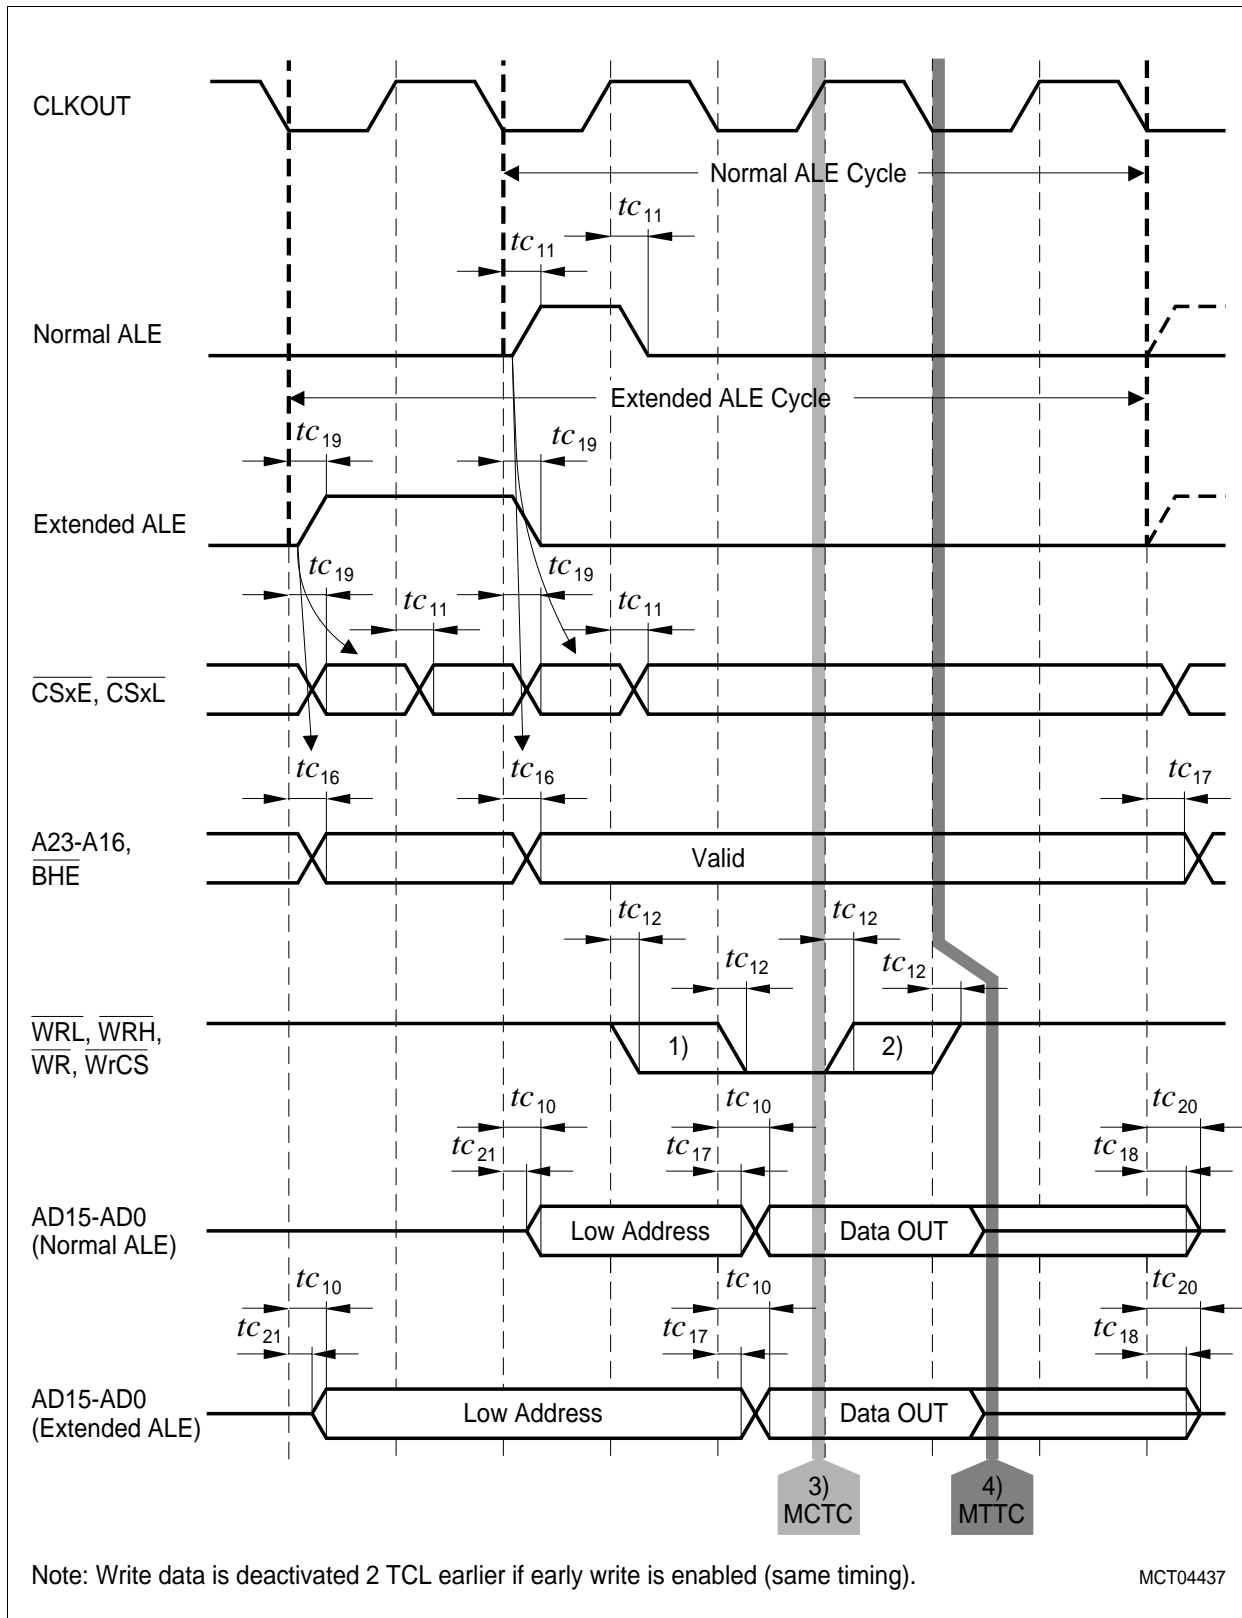 CLKOUT
Normal ALE Cycle
tc11
tc11
Normal ALE
Extended ALE Cycle
tc19
tc19
Extended ALE
tc19
tc19
tc11
tc11
CSxE, CSxL
tc16
tc16
tc17
A23-A16,
BHE
Valid
tc12
tc12
tc12
tc12
WRL, WRH,
WR, WrCS
1)
2)
tc10
tc10
tc20
tc21
tc17
tc18
AD15-AD0
(Normal ALE)
Low Address
Data OUT
tc10
tc10
tc20
tc21
tc17
tc18
AD15-AD0
(Extended ALE)
Low Address
Data OUT
3)
MCTC
4)
MTTC
Note: Write data is deactivated 2 TCL earlier if early write is enabled (same timing).
MCT04437